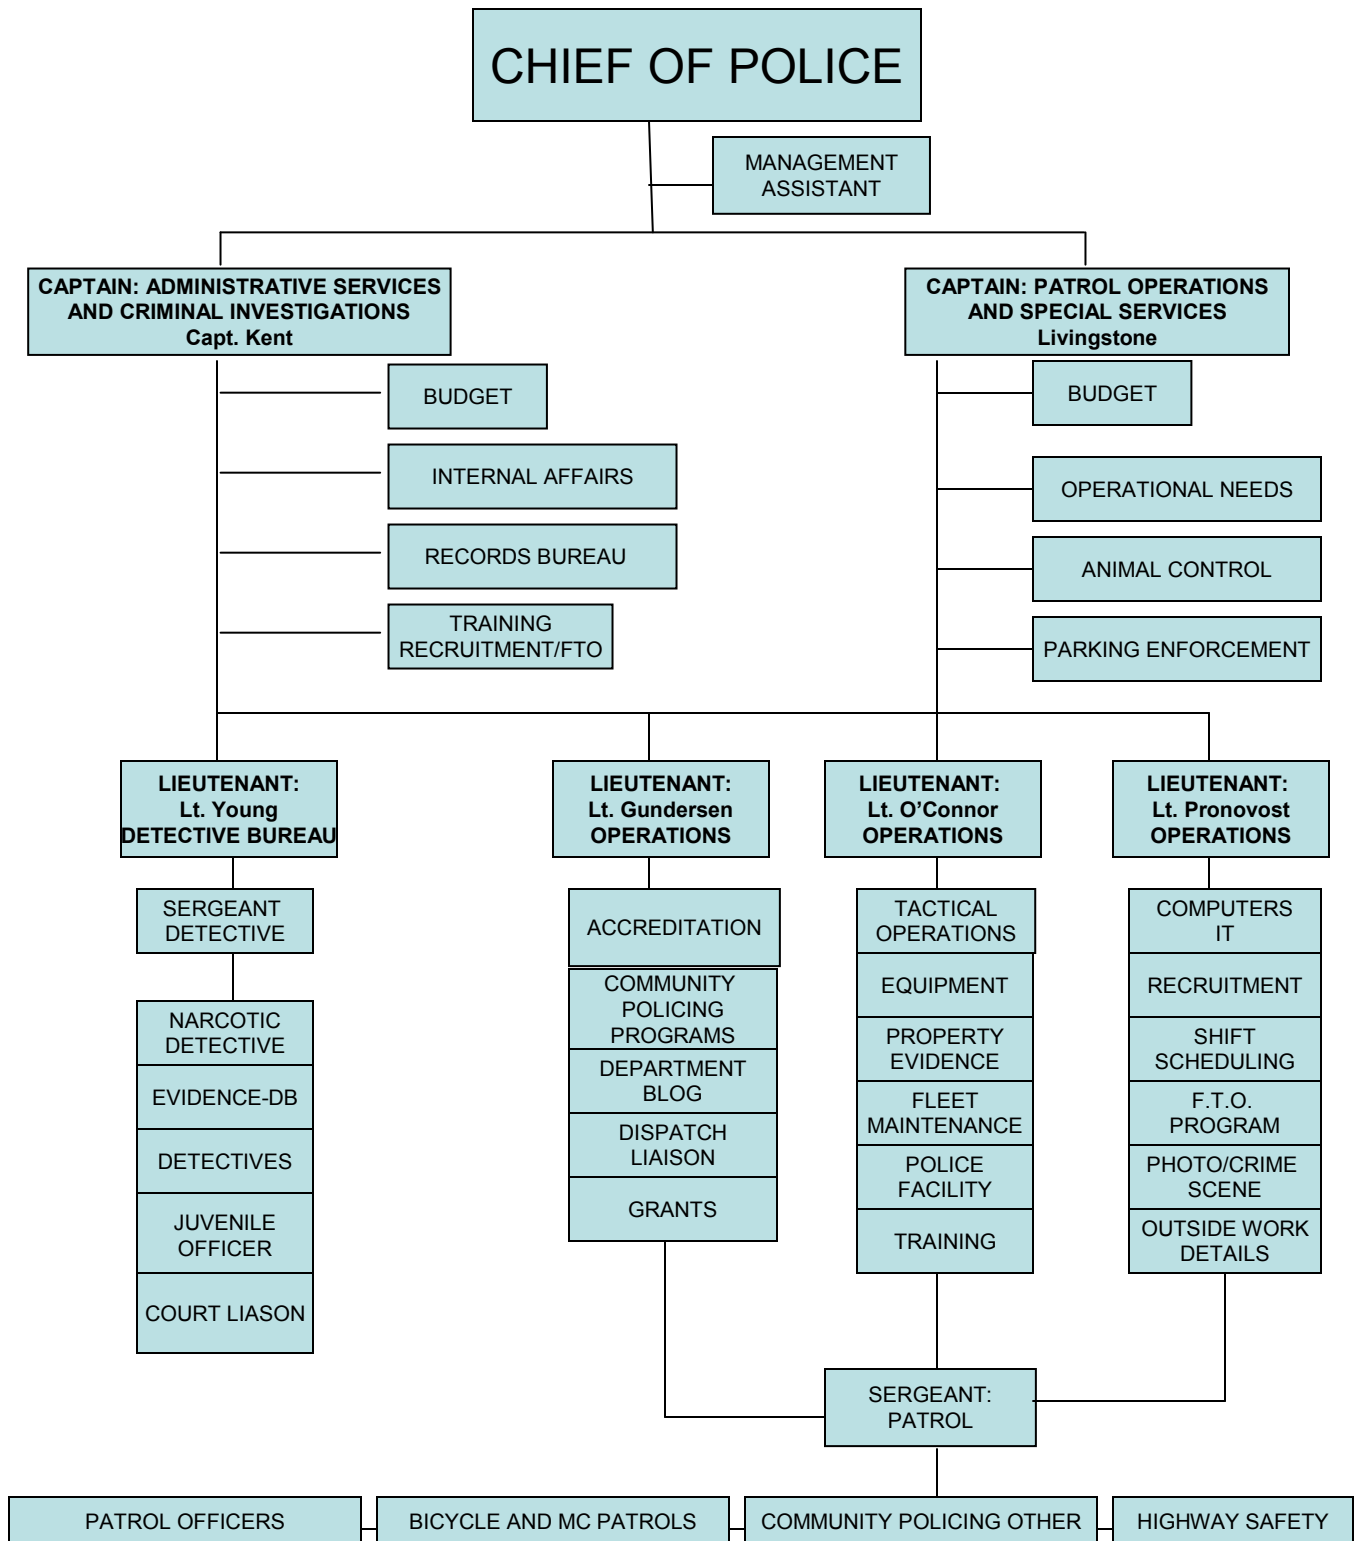 CHIEF OF POLICE
MANAGEMENT
ASSISTANT
CAPTAIN: ADMINISTRATIVE SERVICES
AND CRIMINAL INVESTIGATIONS
Capt. Kent
CAPTAIN: PATROL OPERATIONS
AND SPECIAL SERVICES
Livingstone
BUDGET
INTERNAL AFFAIRS
RECORDS BUREAU
TRAINING
RECRUITMENT/FTO
BUDGET
OPERATIONAL NEEDS
ANIMAL CONTROL
PARKING ENFORCEMENT
LIEUTENANT:
Lt. Young
DETECTIVE BUREAU
LIEUTENANT:
Lt. Gundersen
OPERATIONS
LIEUTENANT:
Lt. O’Connor
OPERATIONS
LIEUTENANT:
Lt. Pronovost
OPERATIONS
SERGEANT
DETECTIVE
NARCOTIC
DETECTIVE
EVIDENCE-DB
DETECTIVES
JUVENILE
OFFICER
COURT LIASON
ACCREDITATION
COMMUNITY
POLICING
PROGRAMS
DEPARTMENT
BLOG
DISPATCH
LIAISON
GRANTS
TACTICAL
OPERATIONS
EQUIPMENT
PROPERTY
EVIDENCE
FLEET
MAINTENANCE
POLICE
FACILITY
TRAINING
COMPUTERS
IT
RECRUITMENT
SHIFT
SCHEDULING
F.T.O.
PROGRAM
PHOTO/CRIME
SCENE
OUTSIDE WORK
DETAILS
SERGEANT:
PATROL
PATROL OFFICERS
BICYCLE AND MC PATROLS
COMMUNITY POLICING OTHER
HIGHWAY SAFETY